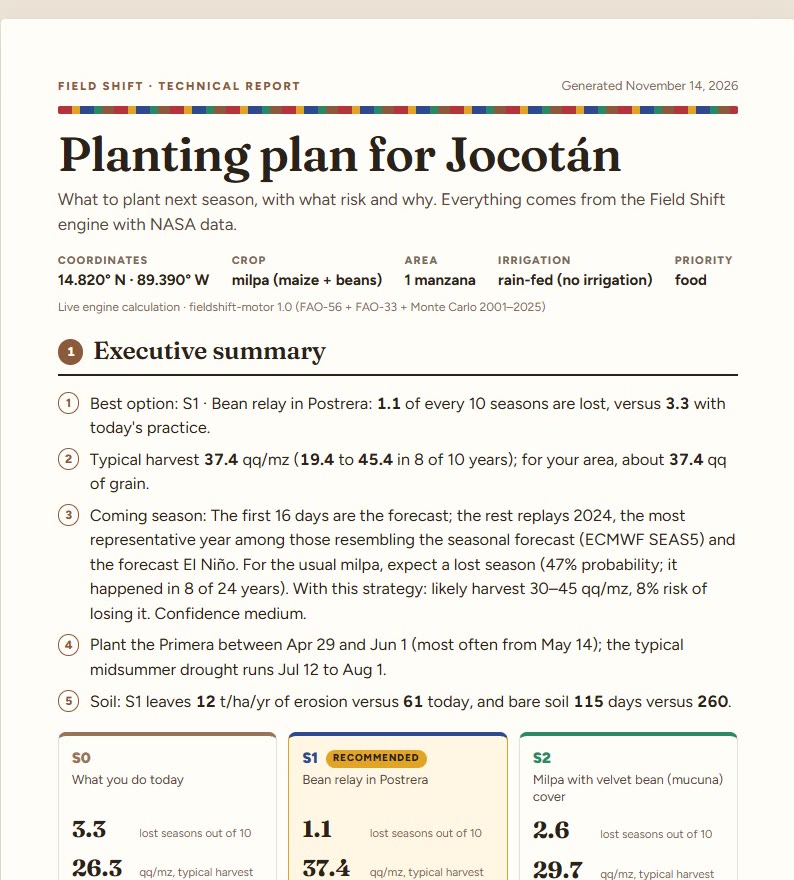 FIELD SHIFT · TECHNICAL REPORT
Generated November 14, 2026
Planting plan for Jocotán
What to plant next season, with what risk and why. Everything comes from the Field Shift
engine with NASA data.
COORDINATES CROP AREA IRRIGATION PRIORITY
14.820° N · 89.390° W milpa (maize + beans) 1 manzana rain-fed (no irrigation) food
Live engine calculation · fieldshift-motor 1.0 (FAO-56 + FAO-33 + Monte Carlo 2001–2025)
1 Executive summary
1 Best option: S1 · Bean relay in Postrera: 1.1 of every 10 seasons are lost, versus 3.3 with
today's practice.
2 Typical harvest 37.4 qq/mz (19.4 to 45.4 in 8 of 10 years); for your area, about 37.4 qq
of grain.
3 Coming season: The first 16 days are the forecast; the rest replays 2024, the most
representative year among those resembling the seasonal forecast (ECMWF SEAS5) and
the forecast El Niño. For the usual milpa, expect a lost season (47% probability; it
happened in 8 of 24 years). With this strategy: likely harvest 30–45 qq/mz, 8% risk of
losing it. Confidence medium.
4 Plant the Primera between Apr 29 and Jun 1 (most often from May 14); the typical
midsummer drought runs Jul 12 to Aug 1.
5 Soil: S1 leaves 12 t/ha/yr of erosion versus 61 today, and bare soil 115 days versus 260.
S0
What you do today
3.3 lost seasons out of 10
26.3 qq/mz, typical harvest
S1 RECOMMENDED
Bean relay in Postrera
1.1 lost seasons out of 10
37.4 qq/mz, typical harvest
S2
Milpa with velvet bean (mucuna)
cover
2.6 lost seasons out of 10
29.7 qq/mz, typical harvest